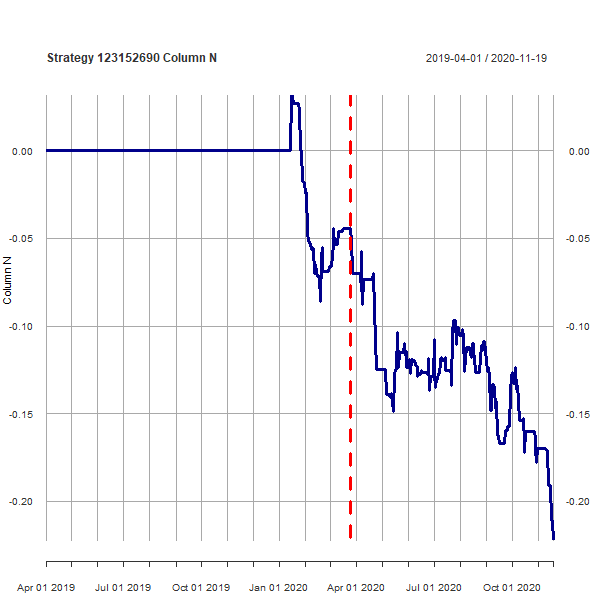 Strategy 123152690 Column N
2019-04-01 / 2020-11-19
0.00 0.00
-0.05 -0.05
-0.10 -0.10
-0.15 -0.15
-0.20 -0.20
Column N
Apr 01 2019 Jul 01 2019 Oct 01 2019 Jan 01 2020 Apr 01 2020 Jul 01 2020 Oct 01 2020